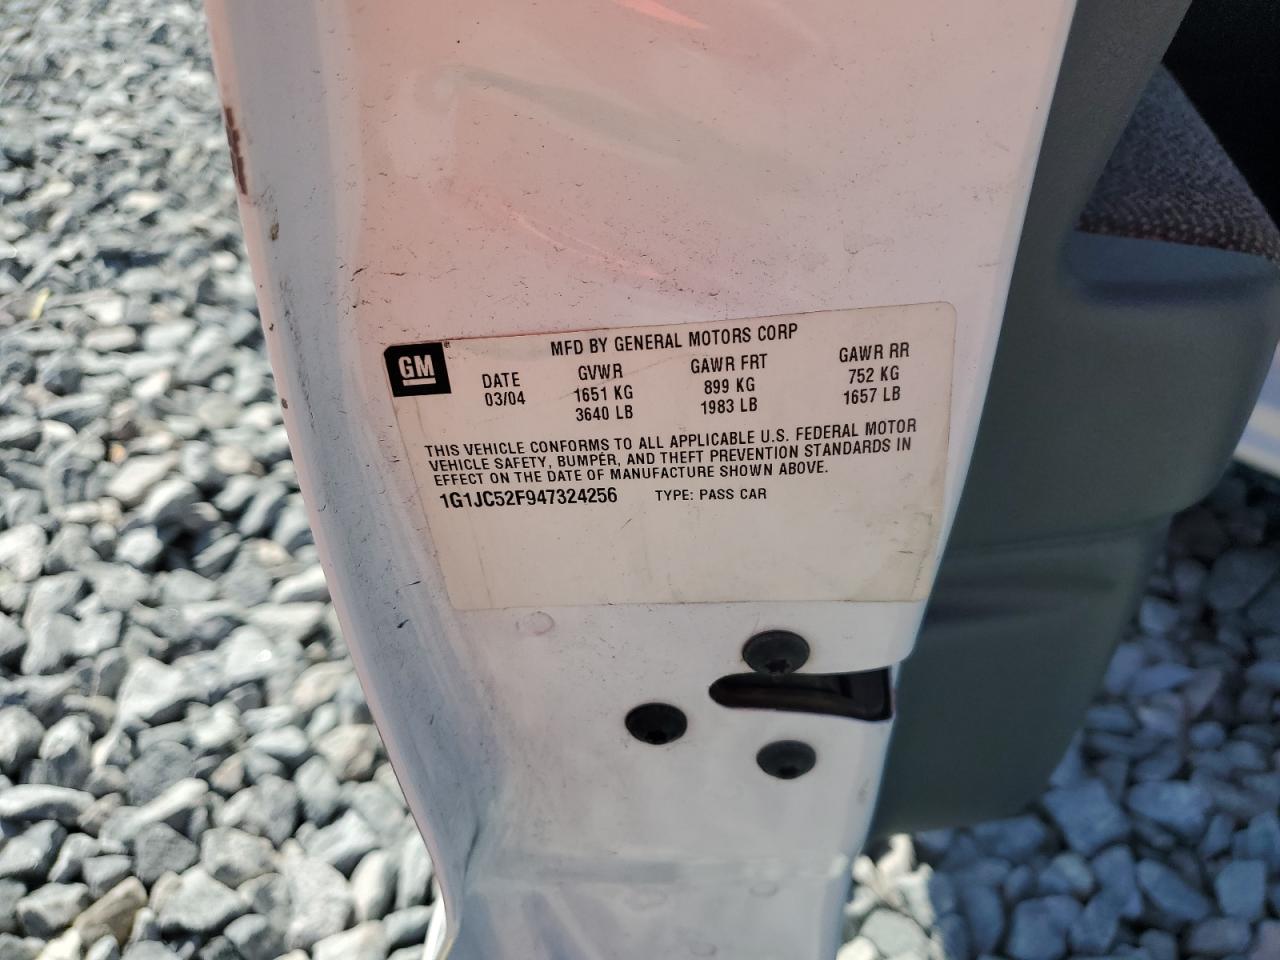 GM
MFD BY GENERAL MOTORS CORP
DATE GVWR GAWR FRT GAWR RR
03/04 1651 KG 899 KG 752 KG
3640 LB 1983 LB 1657 LB
THIS VEHICLE CONFORMS TO ALL APPLICABLE U.S. FEDERAL MOTOR
VEHICLE SAFETY, BUMPER, AND THEFT PREVENTION STANDARDS IN
EFFECT ON THE DATE OF MANUFACTURE SHOWN ABOVE.
1G1JC52F947324256 TYPE: PASS CAR